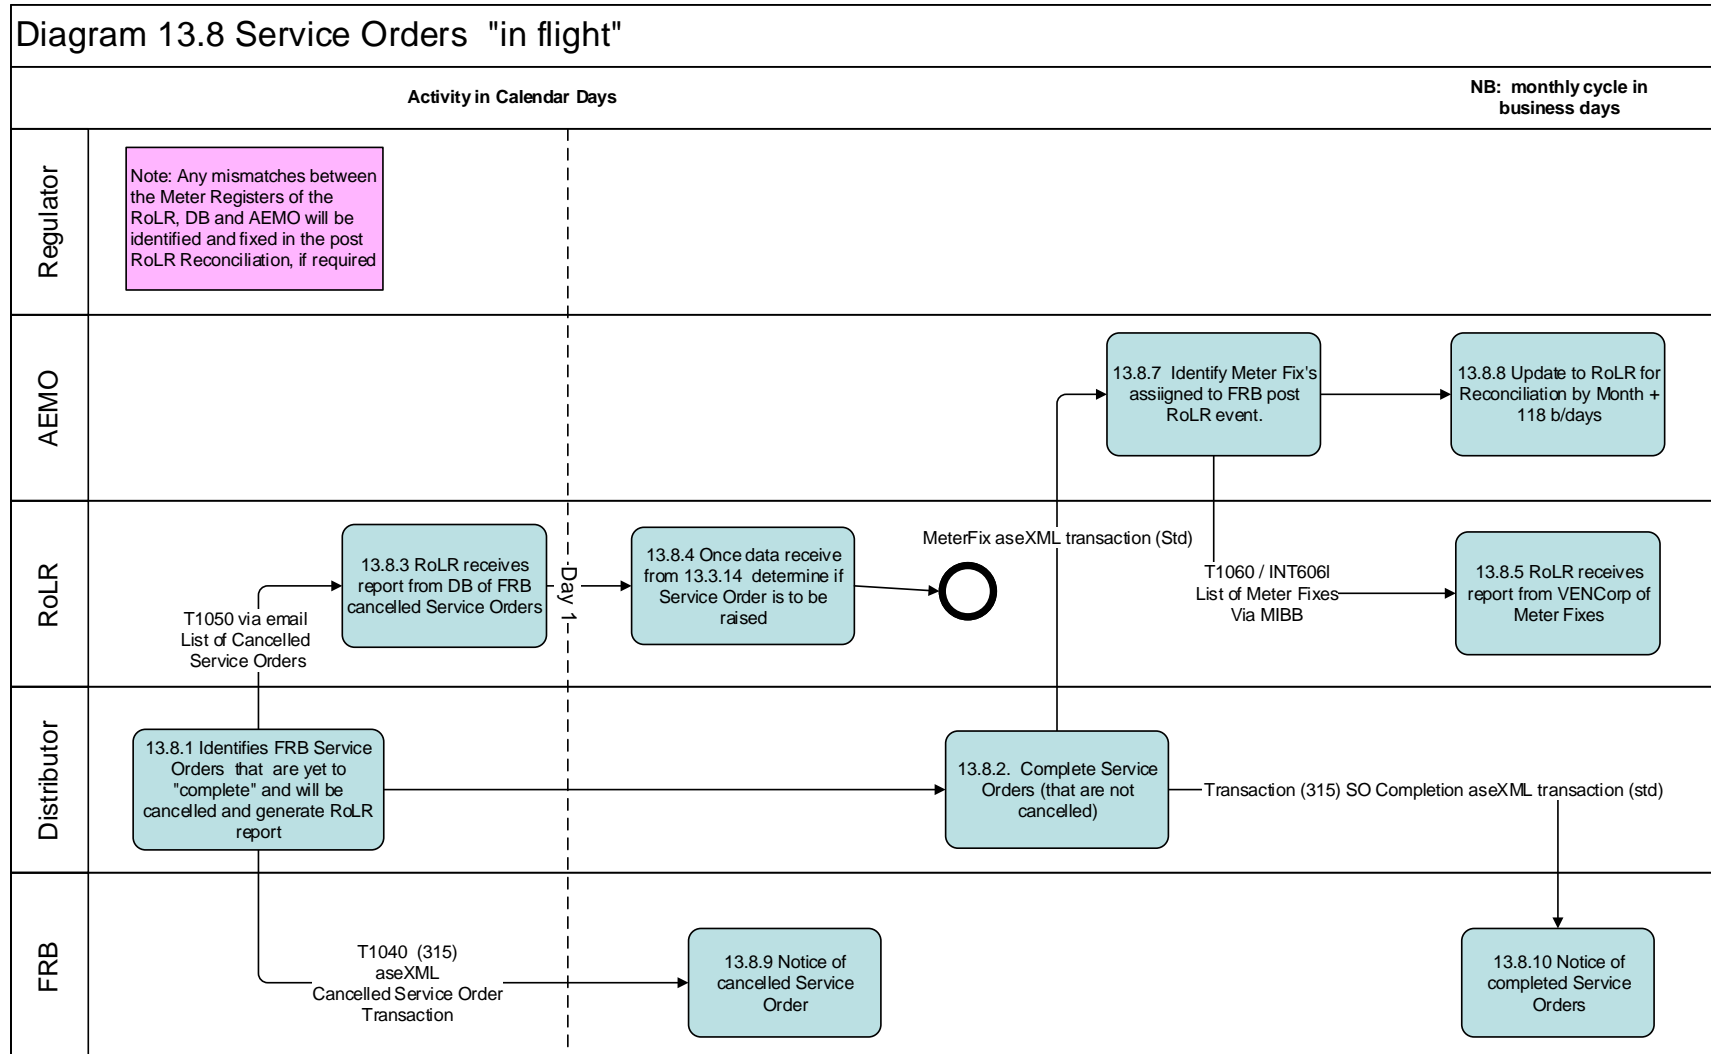 Diagram 13.8 Service Orders "in flight"
Activity in Calendar Days
NB: monthly cycle in
business days
Regulator
Note: Any mismatches between
the Meter Registers of the
RoLR, DB and AEMO will be
identified and fixed in the post
RoLR Reconciliation, if required
AEMO
13.8.7 Identify Meter Fix's
assiigned to FRB post
RoLR event.
13.8.8 Update to RoLR for
Reconciliation by Month +
118 b/days
RoLR
T1050 via email
List of Cancelled
Service Orders
13.8.3 RoLR receives
report from DB of FRB
cancelled Service Orders
Day 1
13.8.4 Once data receive
from 13.3.14 determine if
Service Order is to be
raised
MeterFix aseXML transaction (Std)
T1060 / INT606I
List of Meter Fixes
Via MIBB
13.8.5 RoLR receives
report from VENCorp of
Meter Fixes
Distributor
13.8.1 Identifies FRB Service
Orders that are yet to
"complete" and will be
cancelled and generate RoLR
report
13.8.2. Complete Service
Orders (that are not
cancelled)
Transaction (315) SO Completion aseXML transaction (std)
FRB
T1040 (315)
aseXML
Cancelled Service Order
Transaction
13.8.9 Notice of
cancelled Service
Order
13.8.10 Notice of
completed Service
Orders